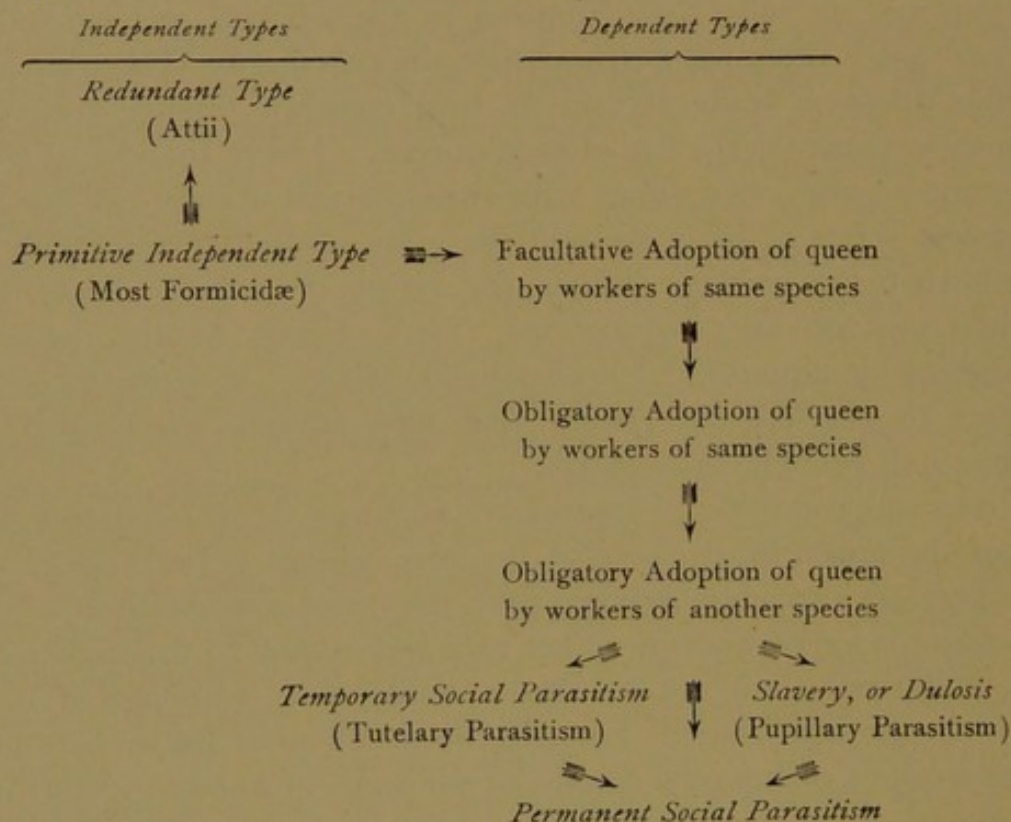 Independent Types
Dependent Types
Redundant Type
(Attii)
Primitive Independent Type
(Most Formicidæ)
Facultative Adoption of queen
by workers of same species
Obligatory Adoption of queen
by workers of same species
Obligatory Adoption of queen
by workers of another species
Temporary Social Parasitism
(Tutelary Parasitism)
Slavery, or Dulosis
(Pupillary Parasitism)
Permanent Social Parasitism